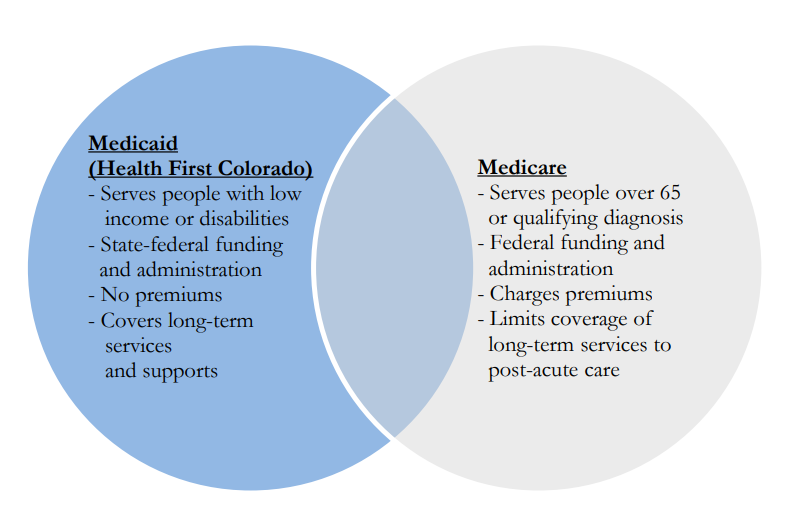 Medicaid
(Health First Colorado)
- Serves people with low
income or disabilities
- State-federal funding
and administration
- No premiums
- Covers long-term
services
and supports
Medicare
- Serves people over 65
or qualifying diagnosis
- Federal funding and
administration
- Charges premiums
- Limits coverage of
long-term services to
post-acute care